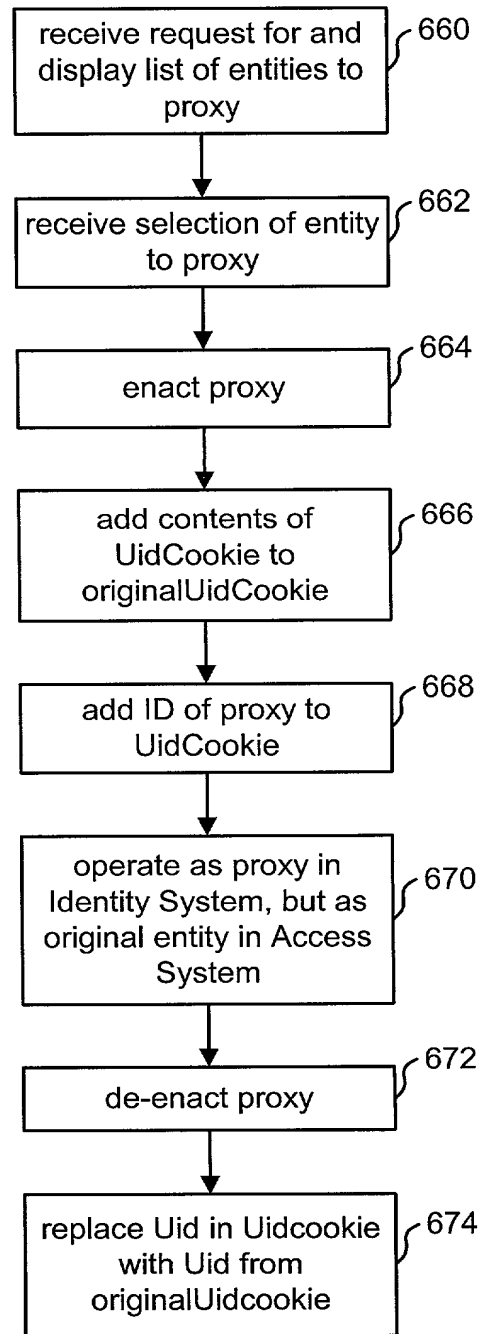 receive request for and
display list of entities to
proxy
660
receive selection of entity
to proxy
662
enact proxy
664
add contents of
UidCookie to
originalUidCookie
666
add ID of proxy to
UidCookie
668
operate as proxy in
Identity System, but as
original entity in Access
System
670
de-enact proxy
672
replace Uid in Uidcookie
with Uid from
originalUidcookie
674